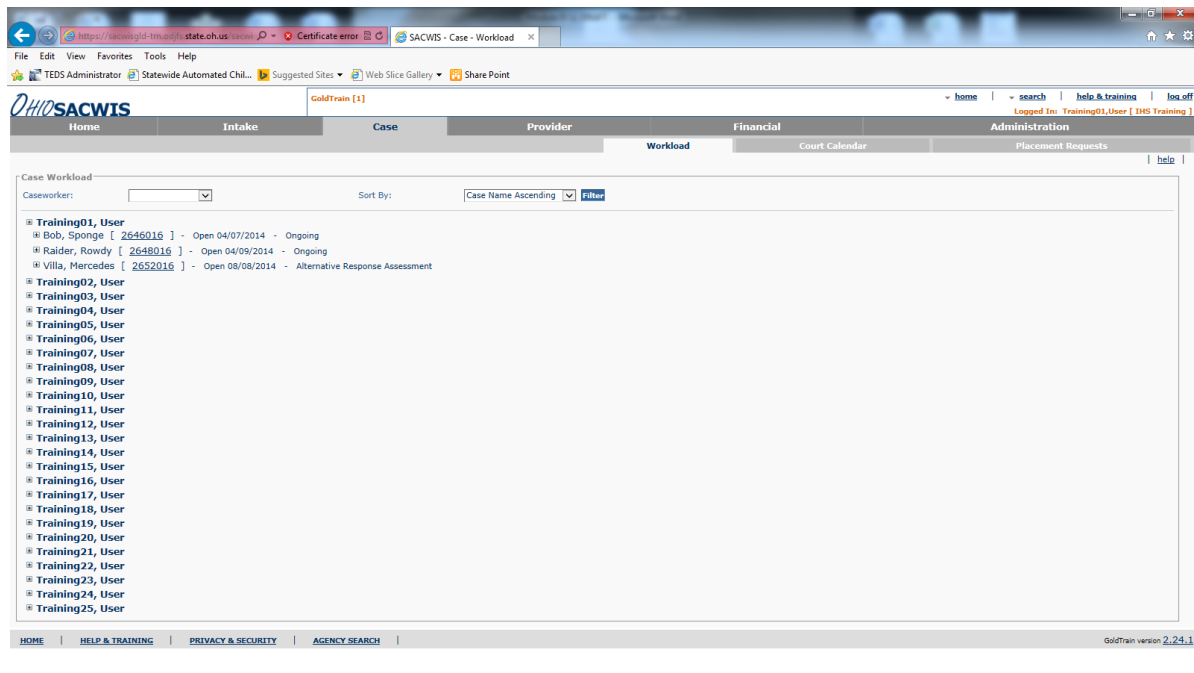 https://sacwisgld-trn.odjfs.state.oh.us/sacwi Certificate error SACWIS - Case - Workload
File Edit View Favorites Tools Help
TEDS Administrator Statewide Automated Chil... Suggested Sites Web Slice Gallery Share Point
OHIOSACWIS GoldTrain [1] home | search | help & training | log off
Logged In: Training01,User [ IHS Training ]
Home Intake Case Provider Financial Administration
Workload Court Calendar Placement Requests
| help |
Case Workload
Caseworker: Sort By: Case Name Ascending Filter
Training01, User
Bob, Sponge [ 2646016 ] - Open 04/07/2014 - Ongoing
Raider, Rowdy [ 2648016 ] - Open 04/09/2014 - Ongoing
Villa, Mercedes [ 2652016 ] - Open 08/08/2014 - Alternative Response Assessment
Training02, User
Training03, User
Training04, User
Training05, User
Training06, User
Training07, User
Training08, User
Training09, User
Training10, User
Training11, User
Training12, User
Training13, User
Training14, User
Training15, User
Training16, User
Training17, User
Training18, User
Training19, User
Training20, User
Training21, User
Training22, User
Training23, User
Training24, User
Training25, User
HOME | HELP & TRAINING | PRIVACY & SECURITY | AGENCY SEARCH | GoldTrain version 2.24.1